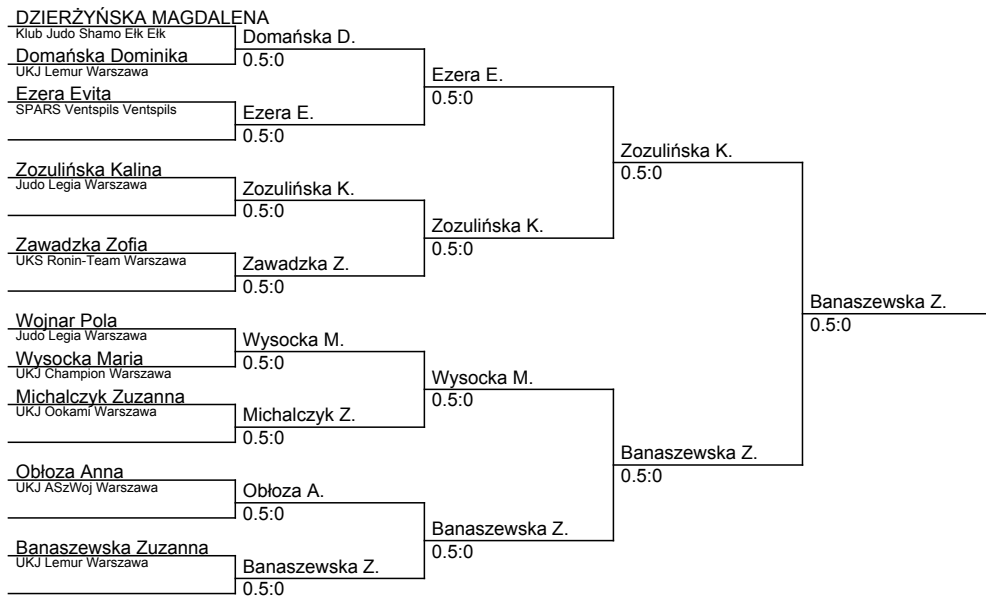 DZIERŻYŃSKA MAGDALENA
Klub Judo Shamo Ełk Ełk
Domańska Dominika
UKJ Lemur Warszawa
Ezera Evita
SPARS Ventspils Ventspils
Zozulińska Kalina
Judo Legia Warszawa
Zawadzka Zofia
UKS Ronin-Team Warszawa
Wojnar Pola
Judo Legia Warszawa
Wysocka Maria
UKJ Champion Warszawa
Michalczyk Zuzanna
UKJ Ookami Warszawa
Obłoza Anna
UKJ ASzWoj Warszawa
Banaszewska Zuzanna
UKJ Lemur Warszawa
Domańska D.
0.5:0
Ezera E.
0.5:0
Zozulińska K.
0.5:0
Zawadzka Z.
0.5:0
Wysocka M.
0.5:0
Michalczyk Z.
0.5:0
Obłoza A.
0.5:0
Banaszewska Z.
0.5:0
Ezera E.
0.5:0
Zozulińska K.
0.5:0
Wysocka M.
0.5:0
Banaszewska Z.
0.5:0
Zozulińska K.
0.5:0
Banaszewska Z.
0.5:0
Banaszewska Z.
0.5:0